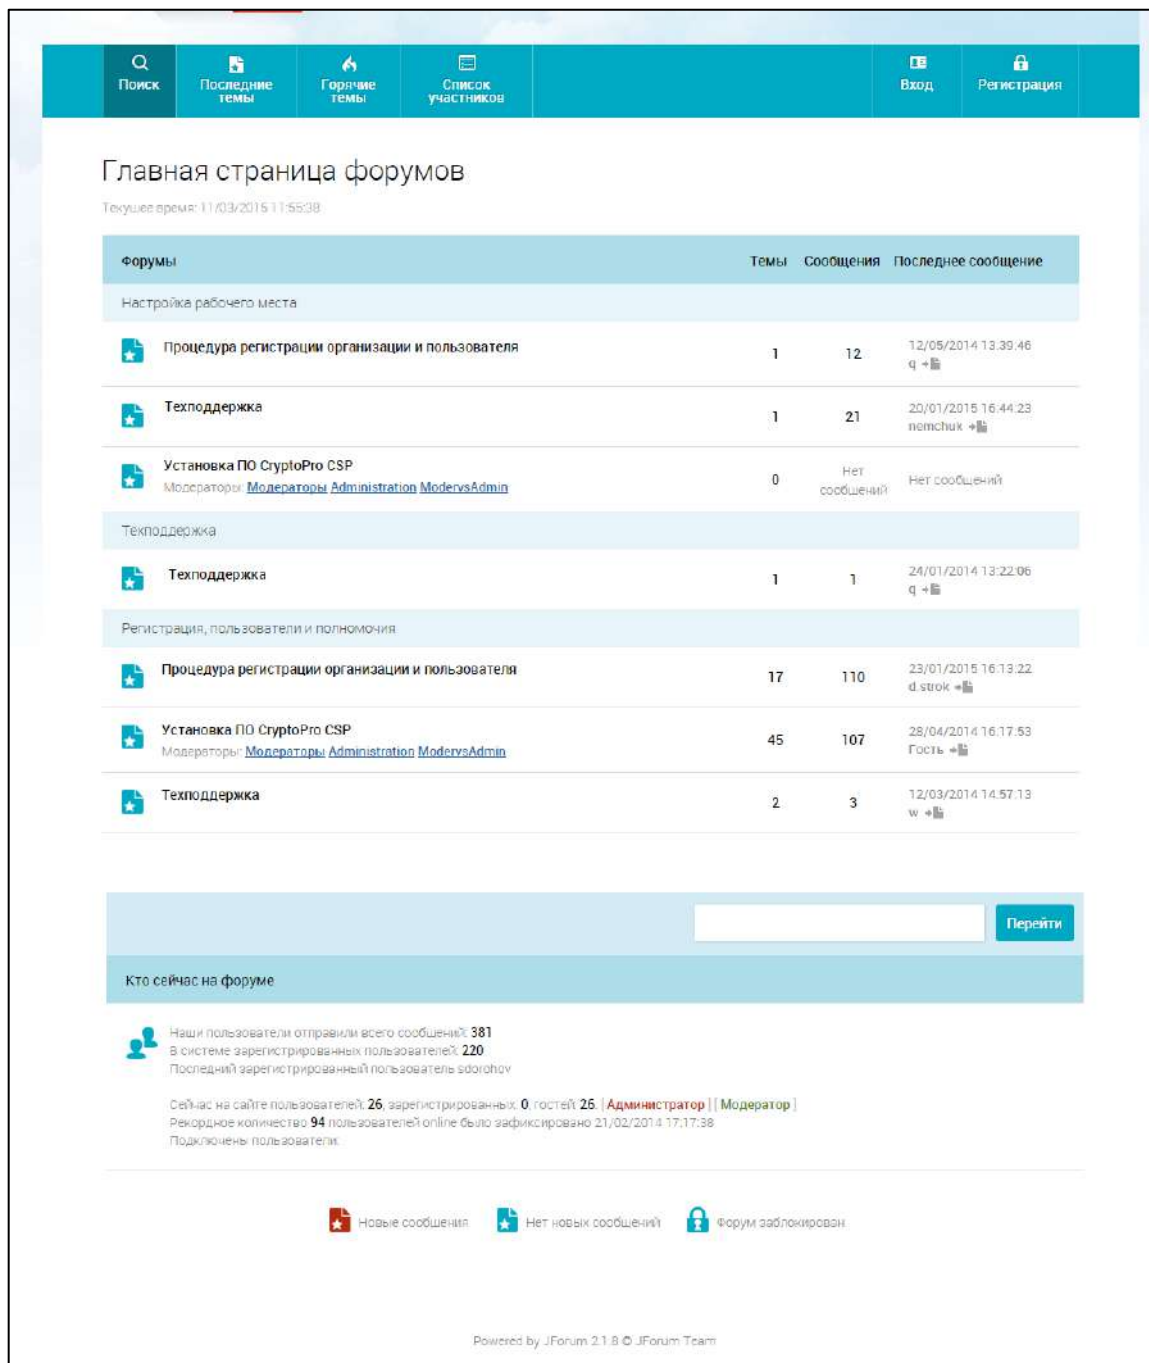 Поиск
Последние темы
Горячие темы
Список участников
Вход
Регистрация
Главная страница форумов
Текущее время: 11/03/2015 11:55:38
Форумы Темы Сообщения Последнее сообщение
Настройка рабочего места
Процедура регистрации организации и пользователя 1 12 12/05/2014 13:39:46
q
Техподдержка 1 21 20/01/2015 16:44:23
nemchuk
Установка ПО CryptoPro CSP 0 Нет сообщений Нет сообщений
Модераторы: Модераторы Administration ModervsAdmin
Техподдержка
Техподдержка 1 1 24/01/2014 13:22:06
q
Регистрация, пользователи и полномочия
Процедура регистрации организации и пользователя 17 110 23/01/2015 16:13:22
d.strok
Установка ПО CryptoPro CSP 45 107 28/04/2014 16:17:53
Модераторы: Модераторы Administration ModervsAdmin Гость
Техподдержка 2 3 12/03/2014 14:57:13
w
Перейти
Кто сейчас на форуме
Наши пользователи отправили всего сообщений: 381
В системе зарегистрированных пользователей: 220
Последний зарегистрированный пользователь sdorohov
Сейчас на сайте пользователей: 26, зарегистрированных: 0, гостей: 26. [ Администратор ] [ Модератор ]
Рекордное количество 94 пользователей online было зафиксировано 21/02/2014 17:17:38
Подключены пользователи:
Новые сообщения Нет новых сообщений Форум заблокирован
Powered by JForum 2.1.8 © JForum Team